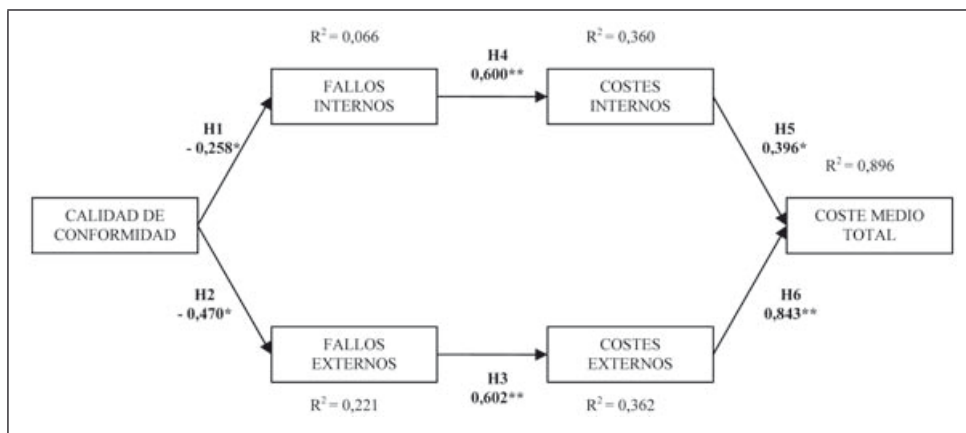 R² = 0,066
R² = 0,360
H4
0,600**
FALLOS
INTERNOS
COSTES
INTERNOS
H1
- 0,258*
H5
0,396*
R² = 0,896
CALIDAD DE
CONFORMIDAD
COSTE MEDIO
TOTAL
H2
- 0,470*
H6
0,843**
FALLOS
EXTERNOS
COSTES
EXTERNOS
H3
0,602**
R² = 0,221
R² = 0,362